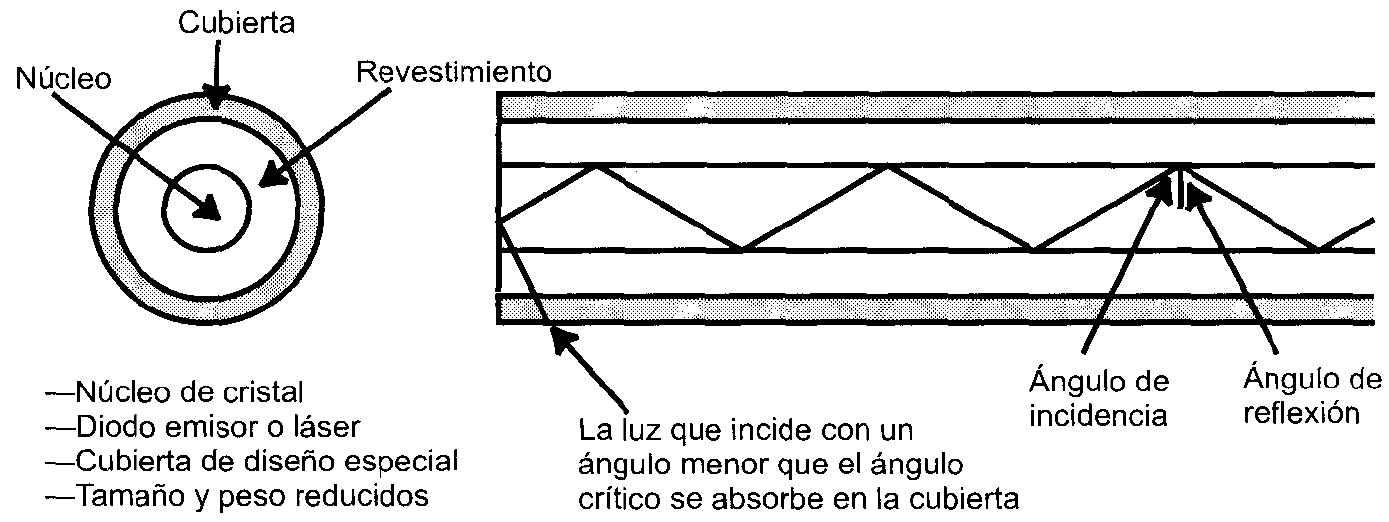 Cubierta
Núcleo
Revestimiento
Ángulo de
incidencia
Ángulo de
reflexión
—Núcleo de cristal
—Diodo emisor o láser
—Cubierta de diseño especial
—Tamaño y peso reducidos
La luz que incide con un
ángulo menor que el ángulo
crítico se absorbe en la cubierta